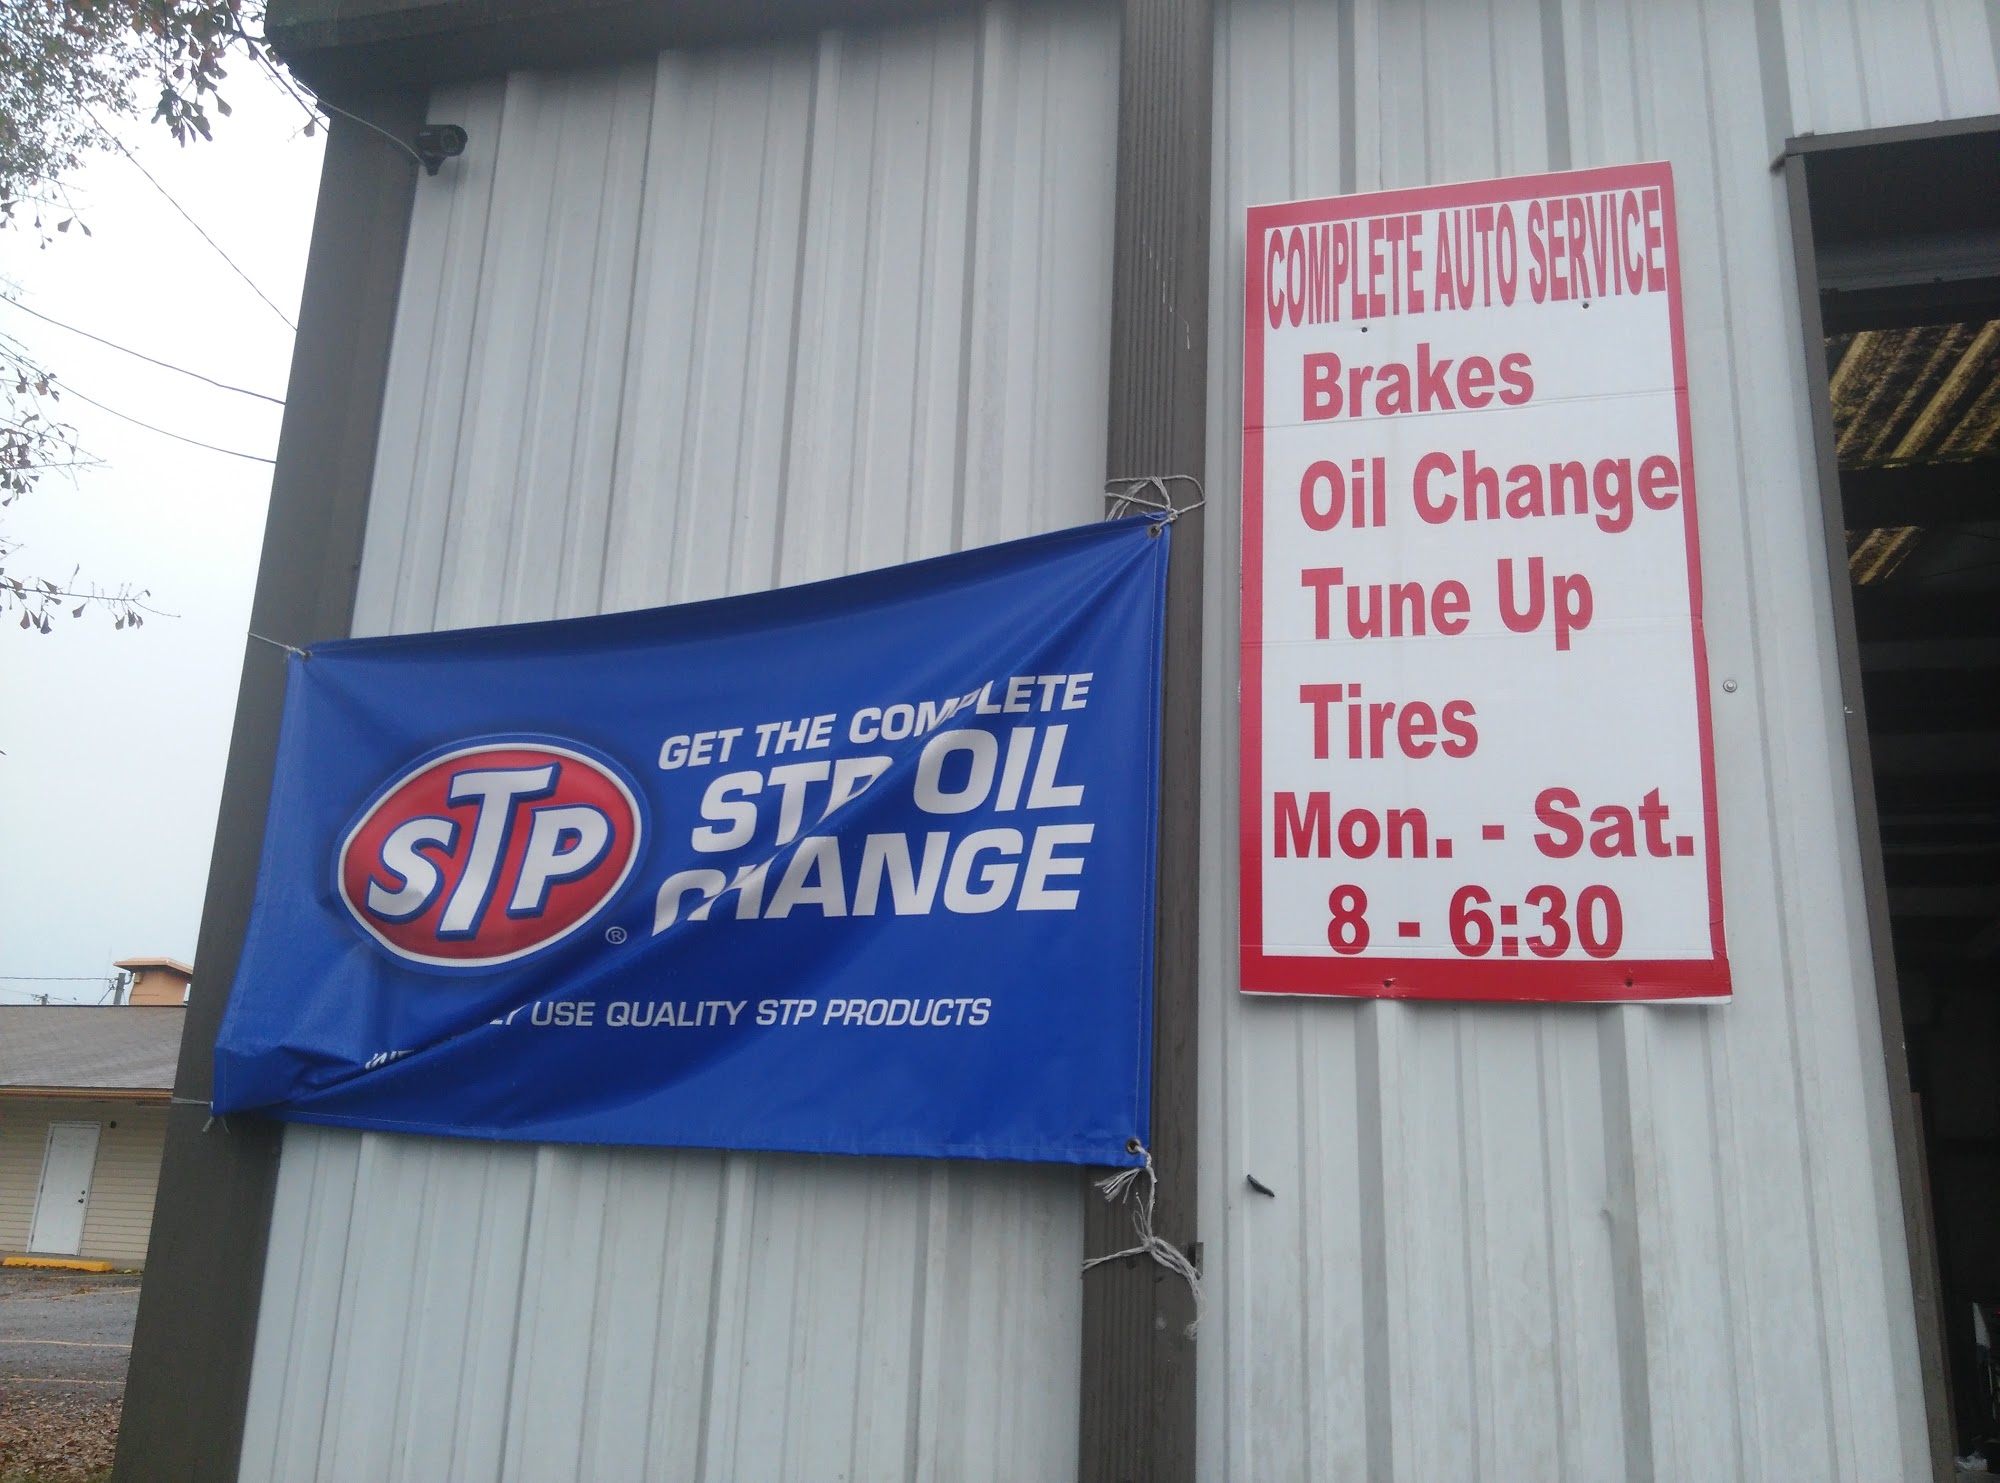 STP
®
GET THE COMPLETE
STP OIL
CHANGE
USE QUALITY STP PRODUCTS
COMPLETE AUTO SERVICE
Brakes
Oil Change
Tune Up
Tires
Mon. - Sat.
8 - 6:30